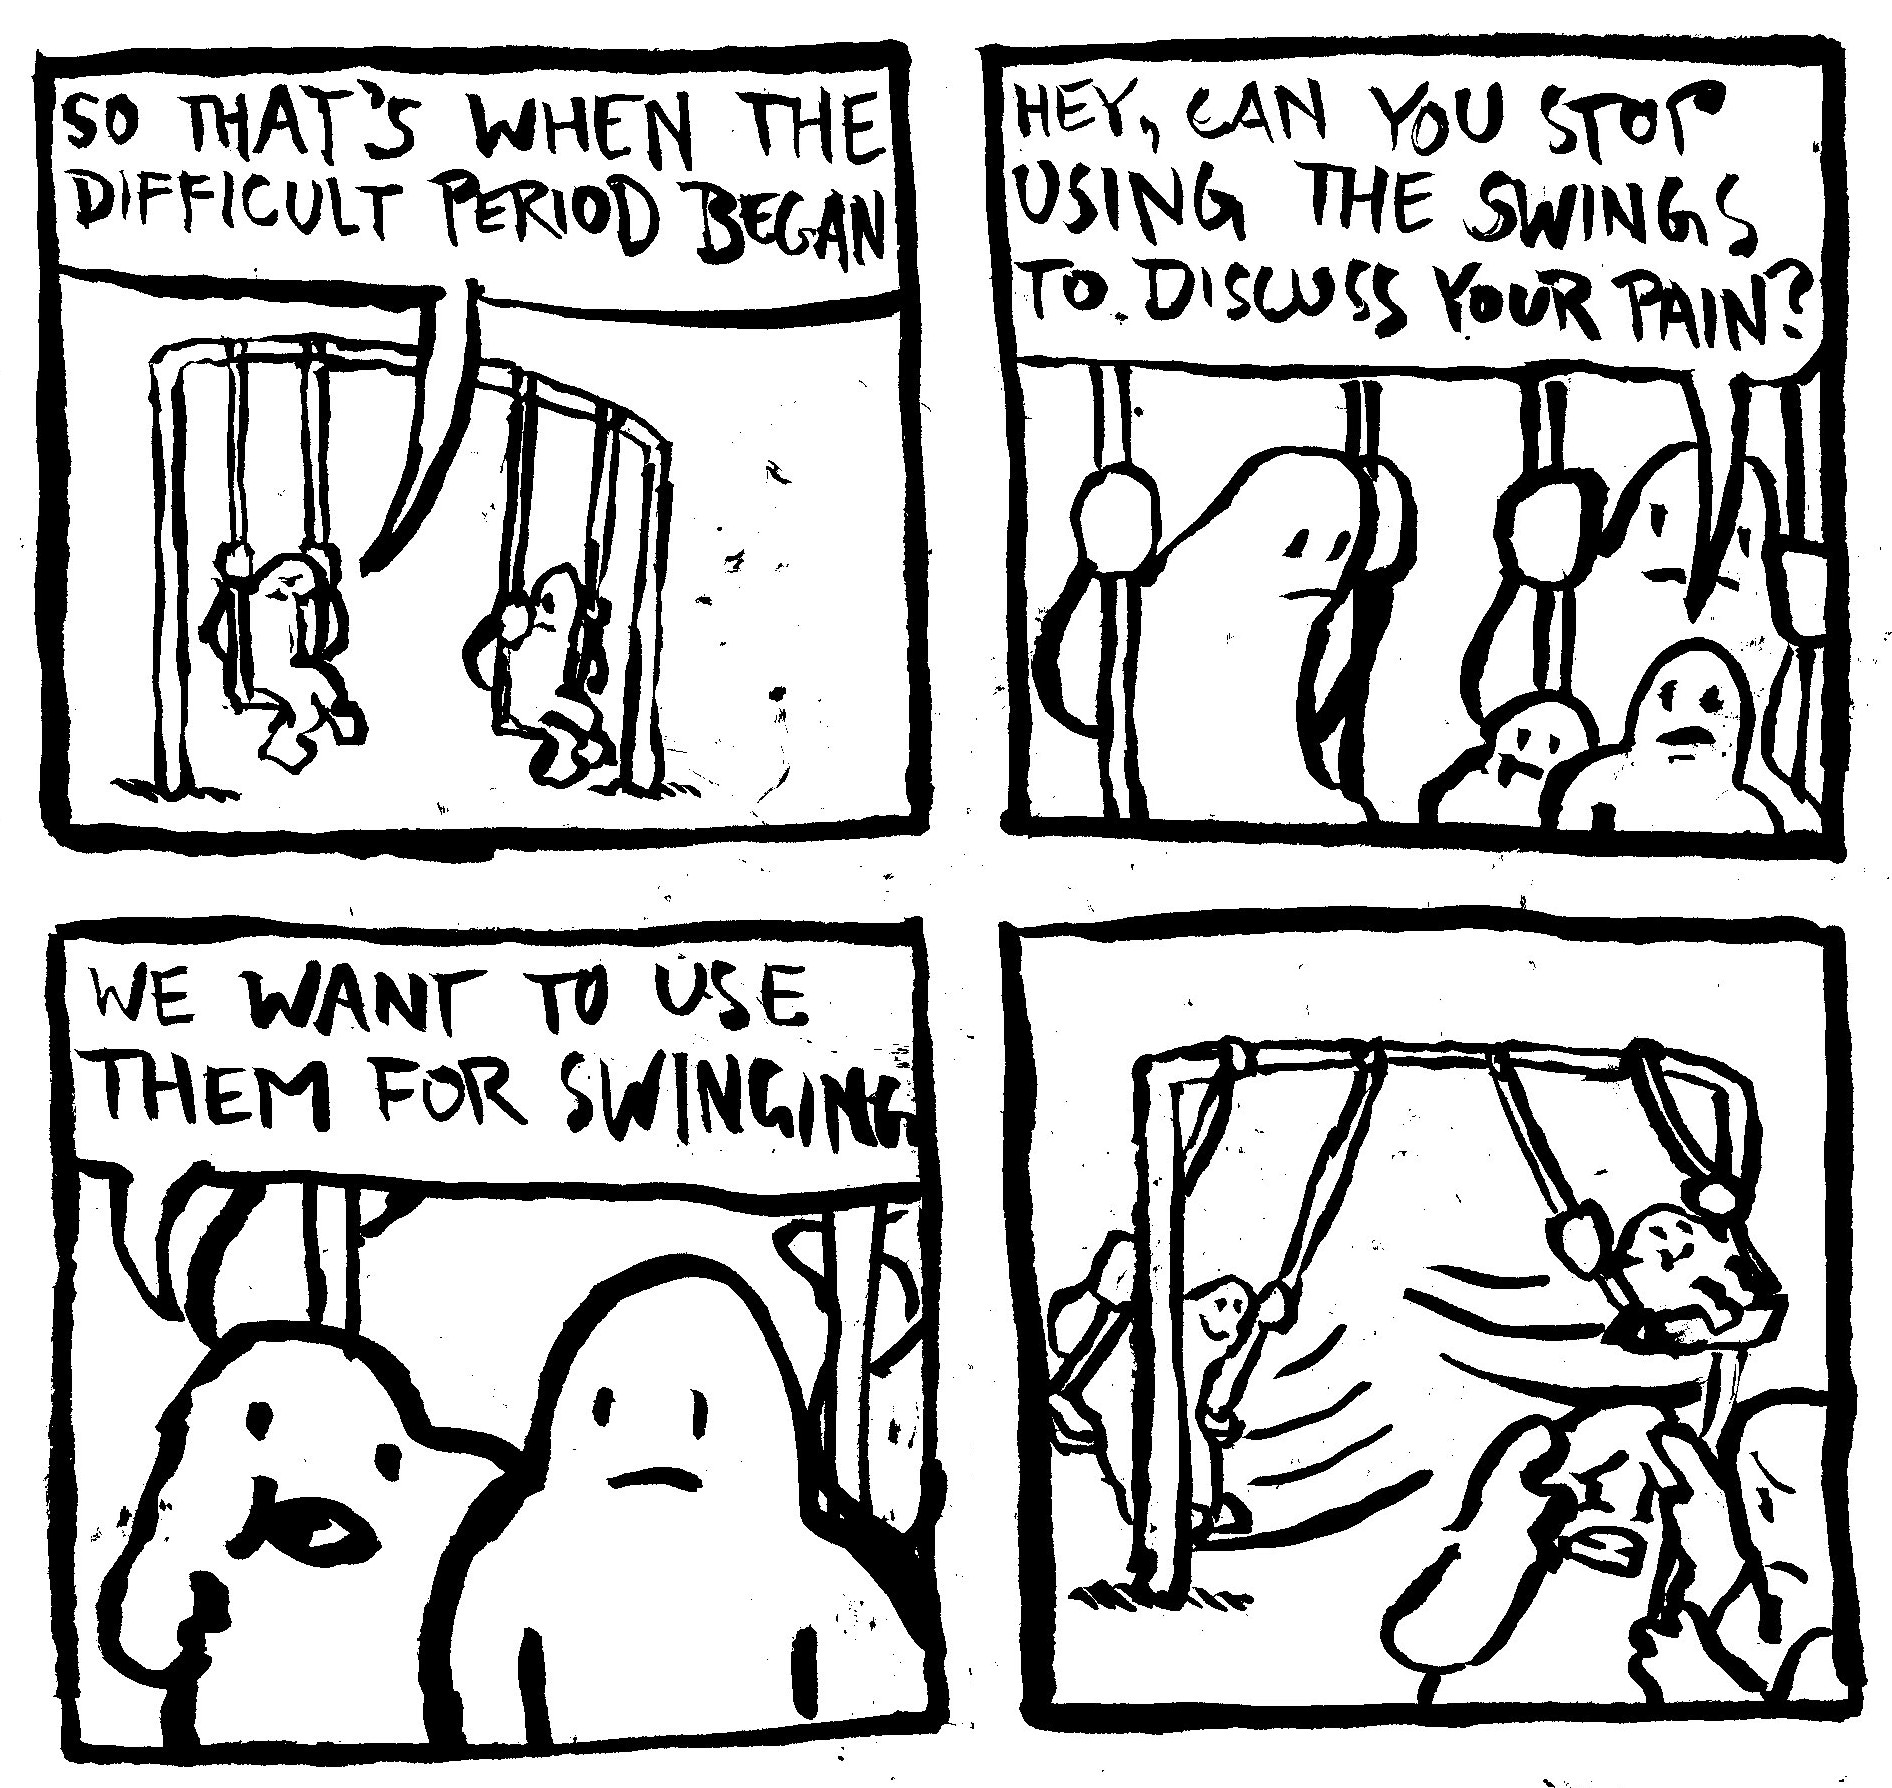 SO THAT'S WHEN THE
DIFFICULT PERIOD BEGAN
HEY, CAN YOU STOP
USING THE SWINGS
TO DISCUSS YOUR PAIN?
WE WANT TO USE
THEM FOR SWINGING